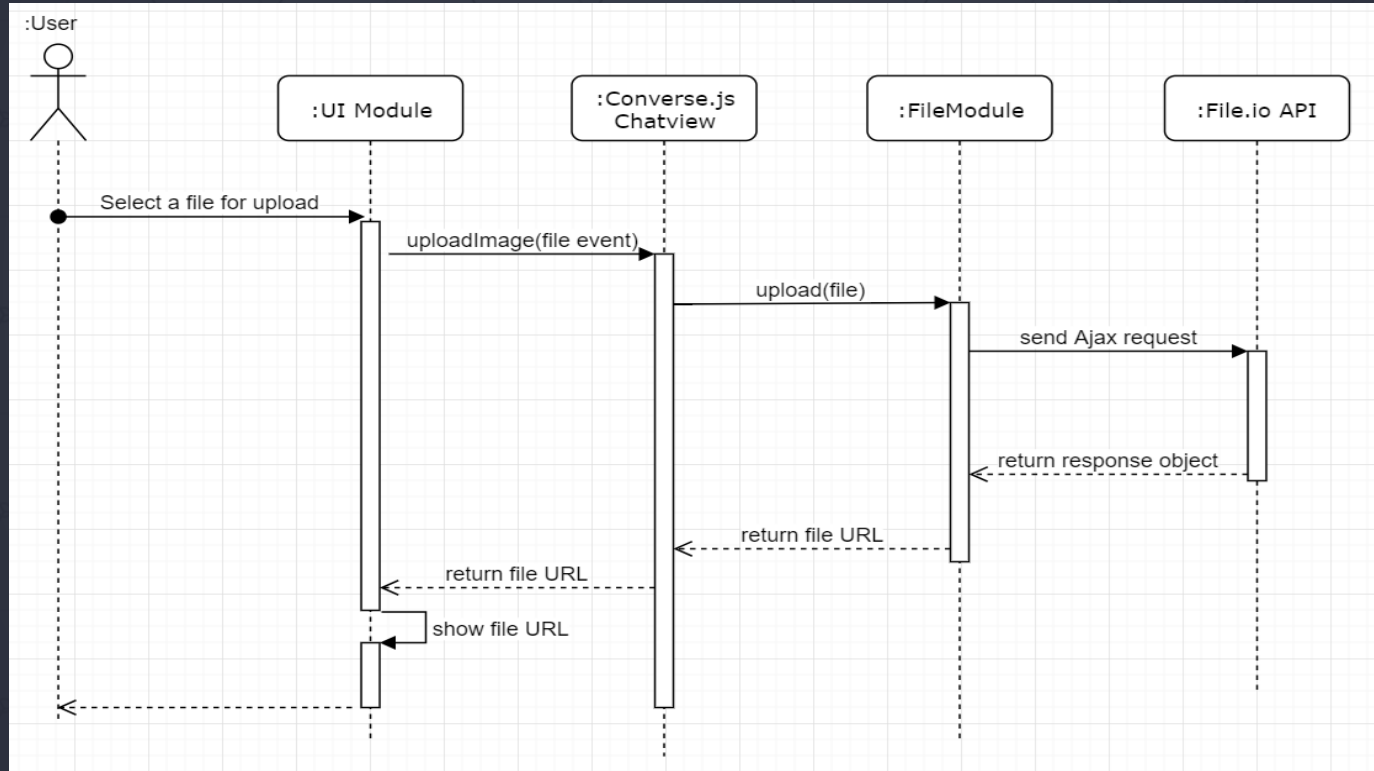 :User
:UI Module
:Converse.js
Chatview
:FileModule
:File.io API
Select a file for upload
uploadImage(file event)
upload(file)
send Ajax request
return response object
return file URL
return file URL
show file URL